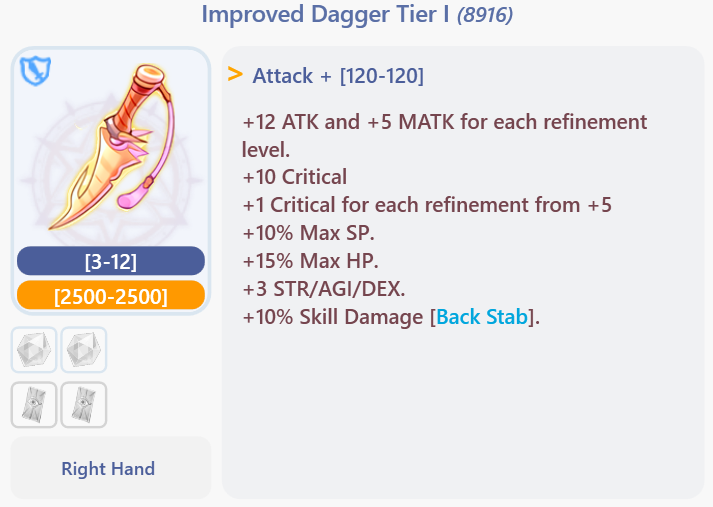 Improved Dagger Tier I (8916)
> Attack + [120-120]
+12 ATK and +5 MATK for each refinement
level.
+10 Critical
+1 Critical for each refinement from +5
+10% Max SP.
+15% Max HP.
+3 STR/AGI/DEX.
+10% Skill Damage [Back Stab].
[3-12]
[2500-2500]
Right Hand